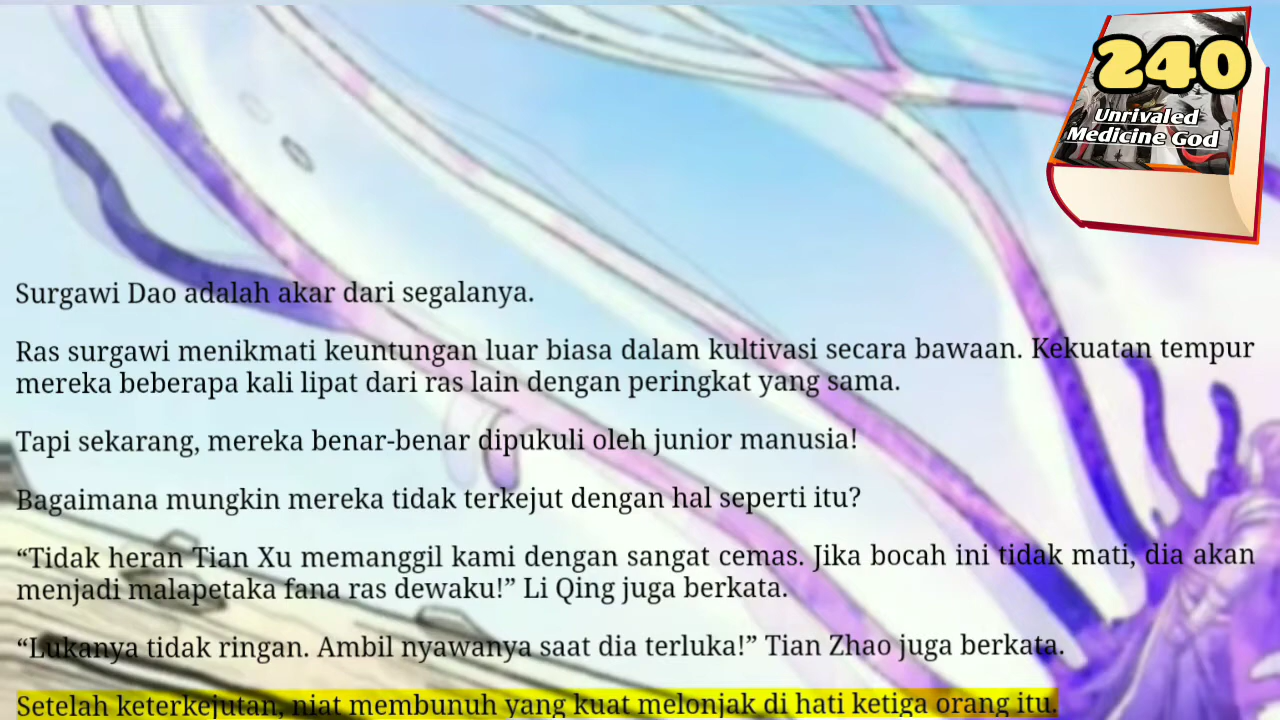 240
Unrivaled
Medicine God
Surgawi Dao adalah akar dari segalanya.
Ras surgawi menikmati keuntungan luar biasa dalam kultivasi secara bawaan. Kekuatan tempur
mereka beberapa kali lipat dari ras lain dengan peringkat yang sama.
Tapi sekarang, mereka benar-benar dipukuli oleh junior manusia!
Bagaimana mungkin mereka tidak terkejut dengan hal seperti itu?
“Tidak heran Tian Xu memanggil kami dengan sangat cemas. Jika bocah ini tidak mati, dia akan
menjadi malapetaka fana ras dewaku!” Li Qing juga berkata.
“Lukanya tidak ringan. Ambil nyawanya saat dia terluka!” Tian Zhao juga berkata.
Setelah keterkejutan, niat membunuh yang kuat melonjak di hati ketiga orang itu.